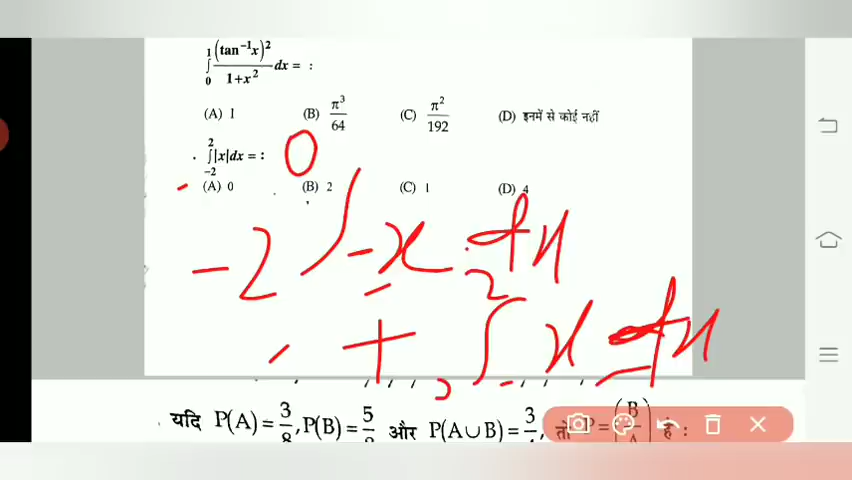 ∫₀¹ (tan⁻¹x)²/(1+x²) dx = :
(A) 1 (B) π³/64 (C) π²/192 (D) इनमें से कोई नहीं
∫₋₂² |x|dx = : 0
(A) 0 (B) 2 (C) 1 (D) 4
-2 ∫ -x dx
+ ∫² x dx
यदि P(A) = 3/8, P(B) = 5/8 और P(A∪B) = 3/ , तो P = (B/A) है :